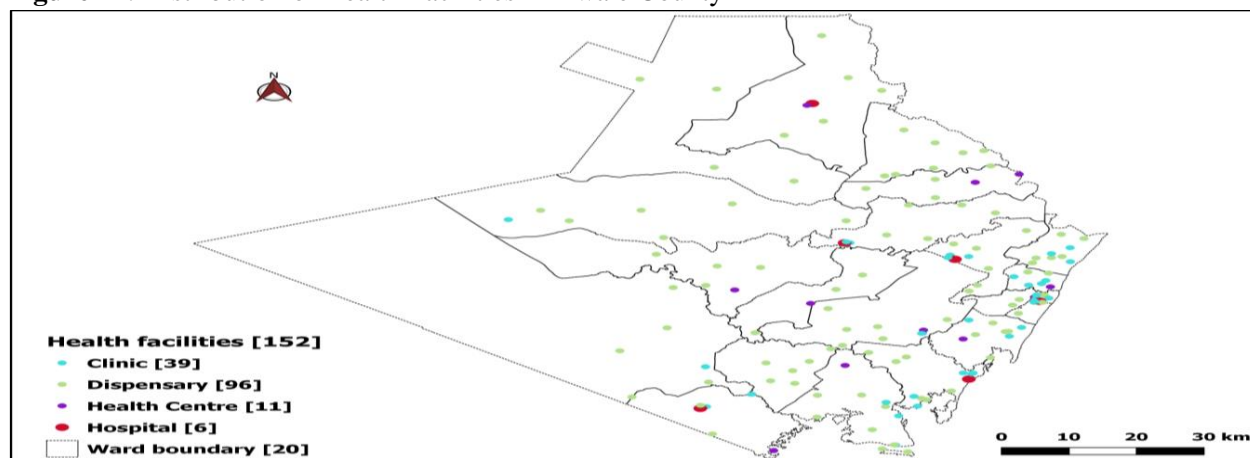 N
Health facilities [152]
Clinic [39]
Dispensary [96]
Health Centre [11]
Hospital [6]
Ward boundary [20]
0 10 20 30 km